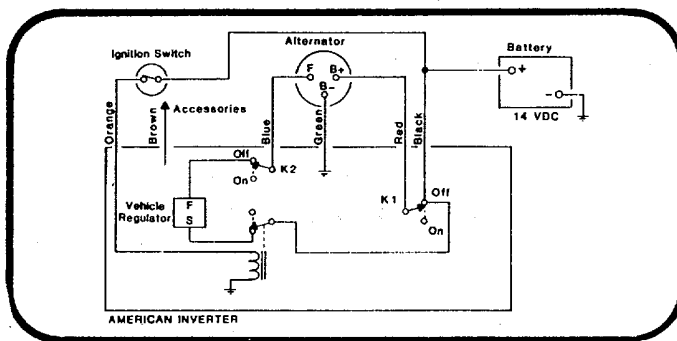 Ignition Switch
Alternator
Battery
F
B+
B-
+
-
14 VDC
Accessories
Orange
Brown
Blue
Green
Red
Black
Off
K2
On
Vehicle
Regulator
F
S
K1
Off
On
AMERICAN INVERTER